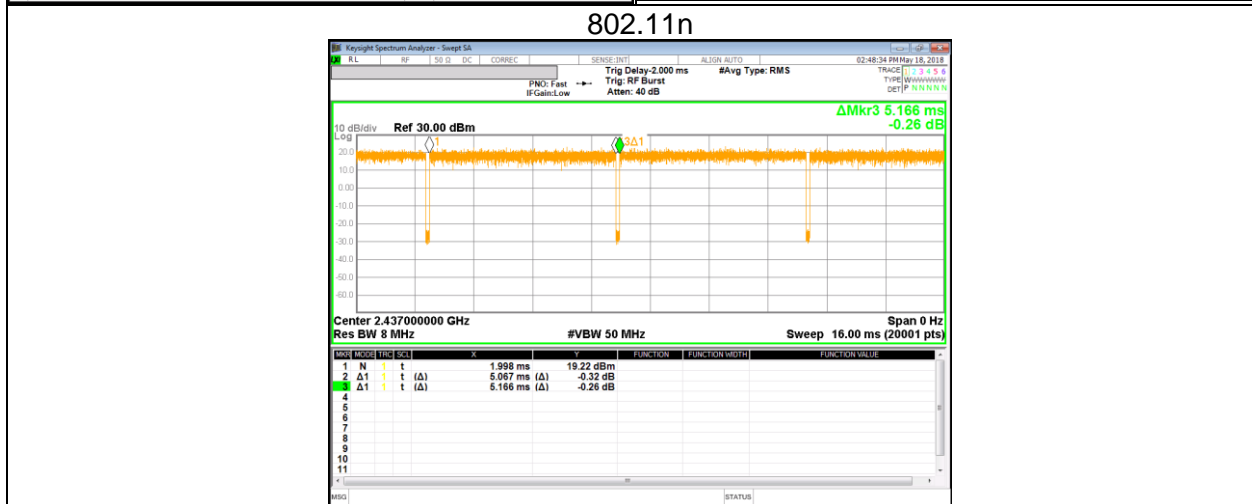 802.11n
Keysight Spectrum Analyzer - Swept SA
RL RF 50 Ω DC CORREC SENSE:INT ALIGN AUTO 02:48:34 PM May 18, 2018
Trig Delay-2.000 ms #Avg Type: RMS TRACE 1 2 3 4 5 6
PNO: Fast Trig: RF Burst TYPE WWWWWW
IFGain:Low Atten: 40 dB DET P N N N N N
ΔMkr3 5.166 ms
-0.26 dB
10 dB/div Ref 30.00 dBm
Log
1 3Δ1
20.0
10.0
0.00
-10.0
-20.0
-30.0
-40.0
-50.0
-60.0
Center 2.437000000 GHz Span 0 Hz
Res BW 8 MHz #VBW 50 MHz Sweep 16.00 ms (20001 pts)
MKR MODE TRC SCL X Y FUNCTION FUNCTION WIDTH FUNCTION VALUE
1 N 1 t 1.998 ms 19.22 dBm
2 Δ1 1 t (Δ) 5.067 ms (Δ) -0.32 dB
3 Δ1 1 t (Δ) 5.166 ms (Δ) -0.26 dB
4
5
6
7
8
9
10
11
MSG STATUS